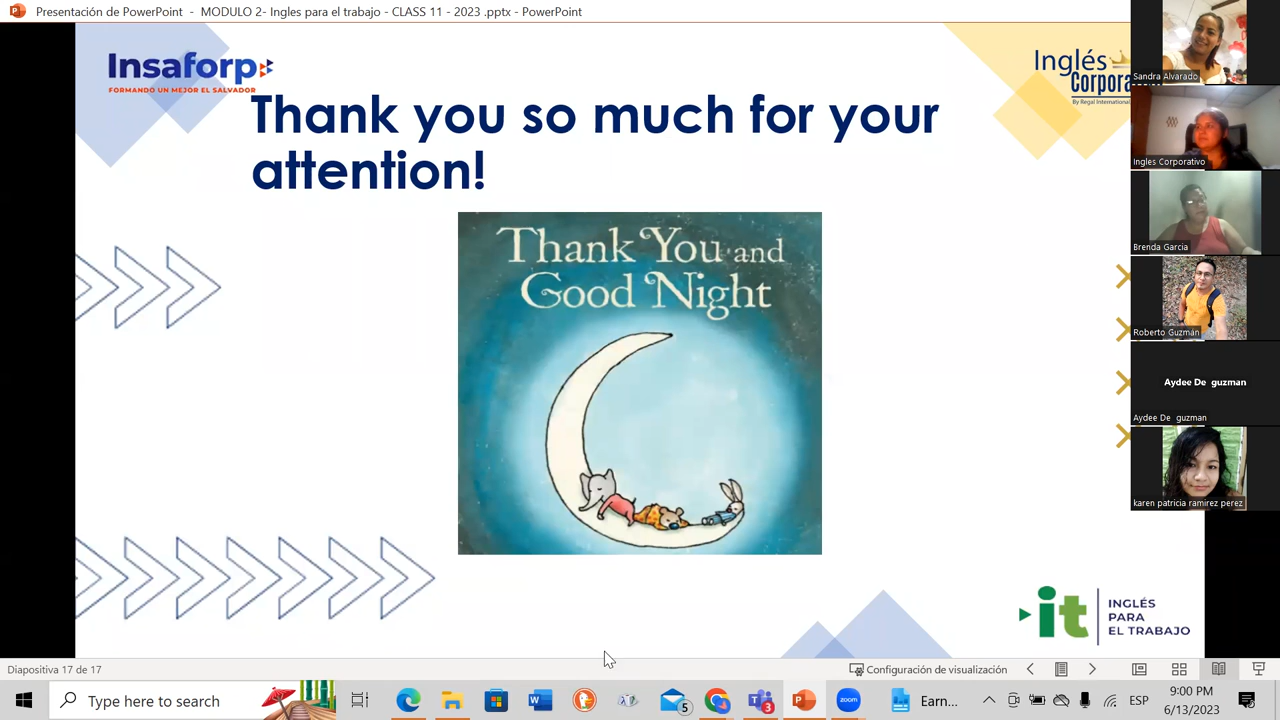 Presentación de PowerPoint - MODULO 2- Ingles para el trabajo - CLASS 11 - 2023 .pptx - PowerPoint
Insaforp
FORMANDO UN MEJOR EL SALVADOR
Inglés
Corpora
By Regal International
Thank you so much for your
attention!
Thank You and
Good Night
Sandra Alvarado
Ingles Corporativo
Brenda Garcia
Roberto Guzmán
Aydee De guzman
Aydee De guzman
karen patricia ramirez perez
it
INGLÉS
PARA
EL TRABAJO
Diapositiva 17 de 17
Configuración de visualización
Type here to search
5
3
zoom
Earn...
ESP
9:00 PM
6/13/2023